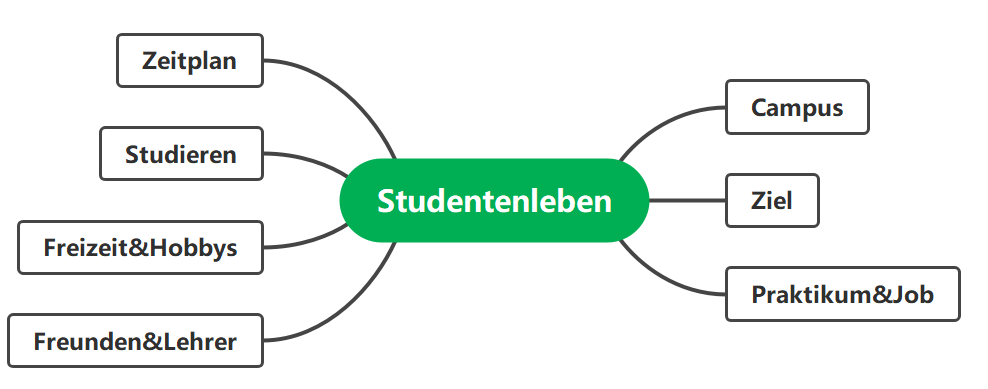 Zeitplan
Studieren
Freizeit&Hobbys
Freunden&Lehrer
Studentenleben
Campus
Ziel
Praktikum&Job